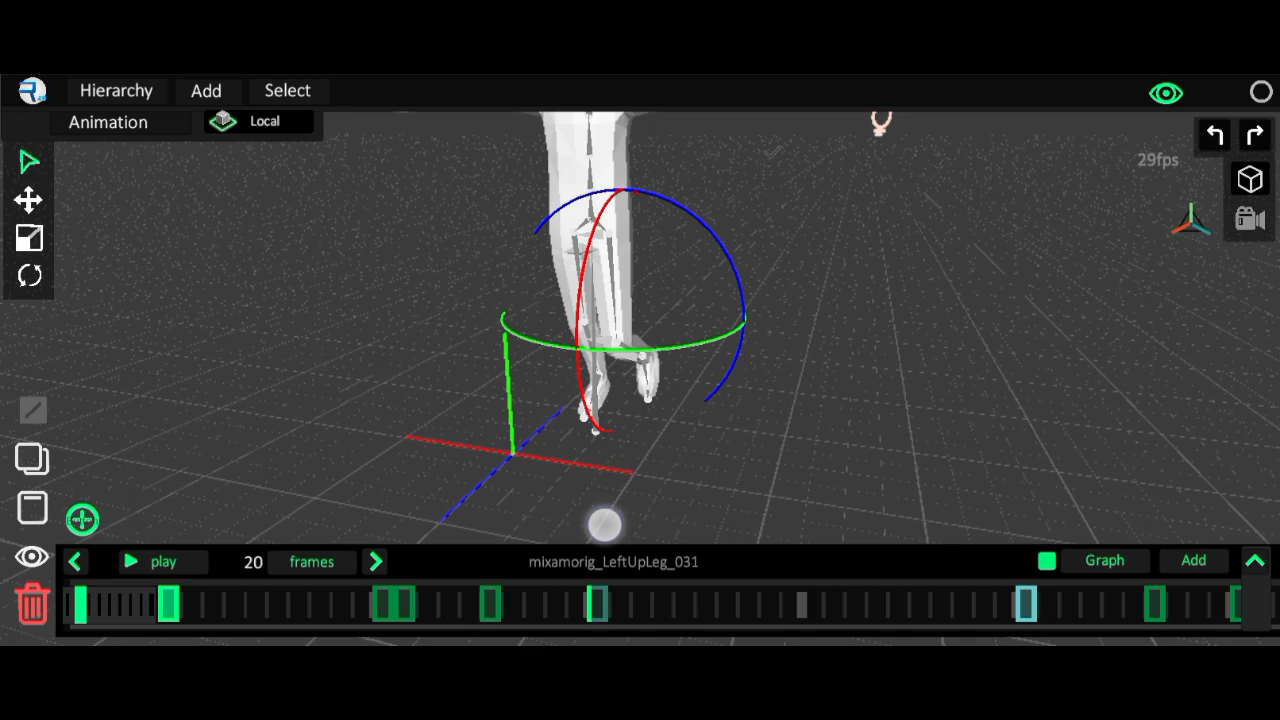 Hierarchy Add Select
Animation Local
29fps
play 20 frames mixamorig_LeftUpLeg_031 Graph Add